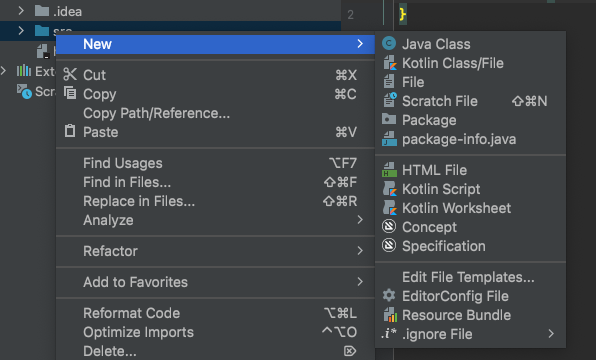 .idea
src
2
}
New
Cut ⌘X
Copy ⌘C
Copy Path/Reference...
Paste ⌘V
Find Usages ⌥F7
Find in Files... ⇧⌘F
Replace in Files... ⇧⌘R
Analyze
Refactor
Add to Favorites
Reformat Code ⌥⌘L
Optimize Imports ^⌥O
Delete... ⌦
Java Class
Kotlin Class/File
File
Scratch File ⇧⌘N
Package
package-info.java
HTML File
Kotlin Script
Kotlin Worksheet
Concept
Specification
Edit File Templates...
EditorConfig File
Resource Bundle
.i* .ignore File
Exte
Scra